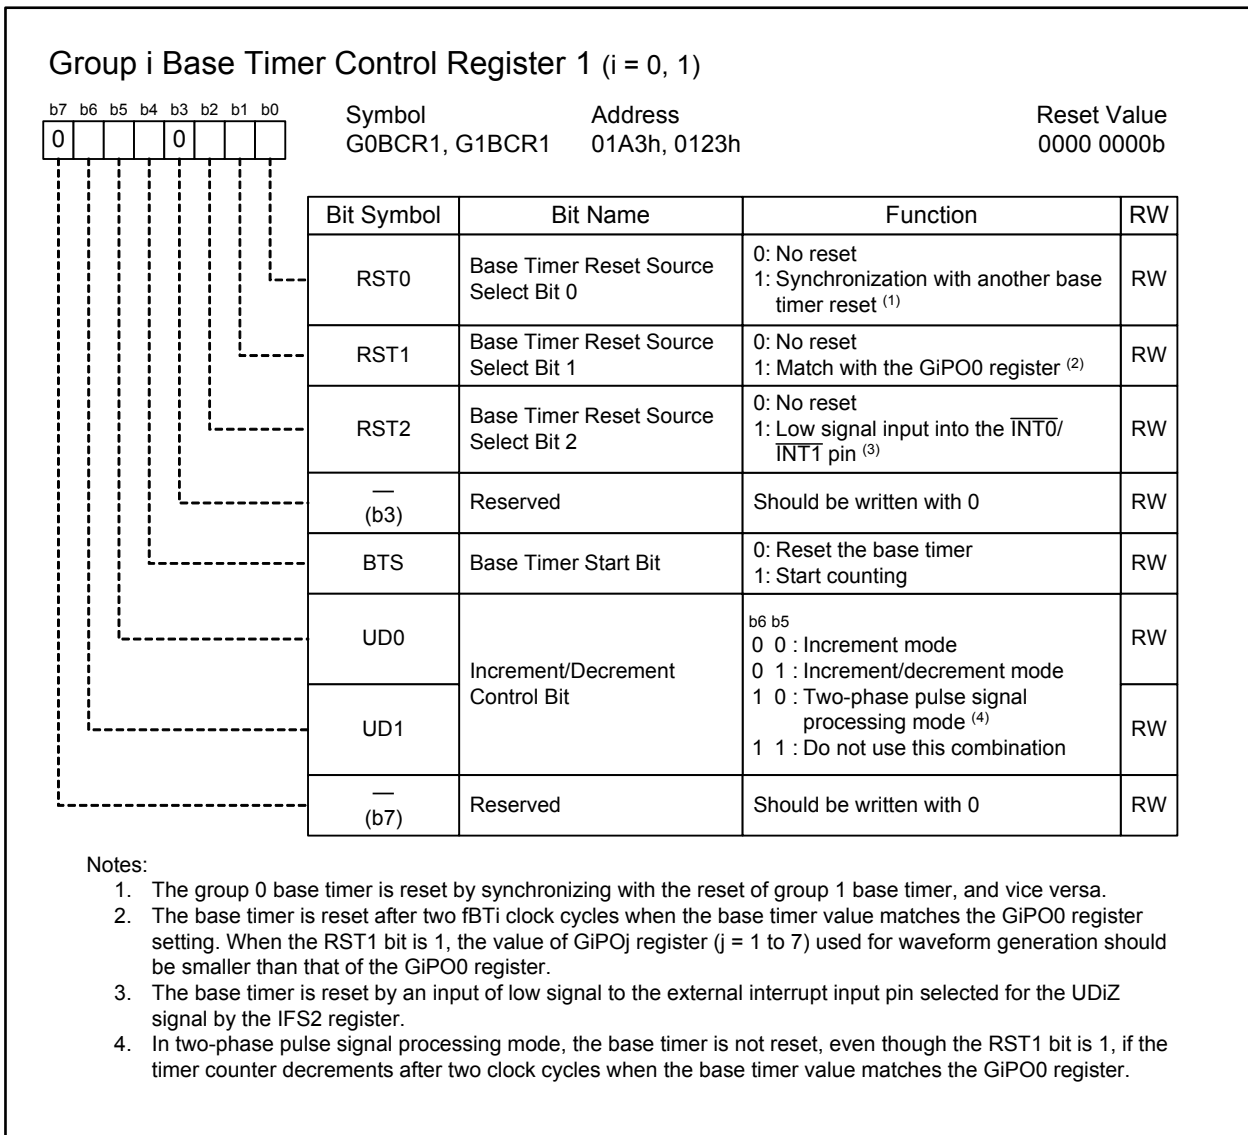 Group i Base Timer Control Register 1 (i = 0, 1)
b7 b6 b5 b4 b3 b2 b1 b0
Symbol Address Reset Value
0 0
G0BCR1, G1BCR1 01A3h, 0123h 0000 0000b
Bit Symbol Bit Name Function RW
RST0
Base Timer Reset Source
Select Bit 0
0: No reset
1: Synchronization with another base
timer reset (1)
RW
RST1
Base Timer Reset Source
Select Bit 1
0: No reset
1: Match with the GiPO0 register (2)
RW
RST2
Base Timer Reset Source
Select Bit 2
0: No reset
1: Low signal input into the INT0/
INT1 pin (3)
RW
—
(b3)
Reserved
Should be written with 0
RW
BTS
Base Timer Start Bit
0: Reset the base timer
1: Start counting
RW
UD0
UD1
Increment/Decrement
Control Bit
b6 b5
0 0 : Increment mode
0 1 : Increment/decrement mode
1 0 : Two-phase pulse signal
processing mode (4)
1 1 : Do not use this combination
RW
RW
—
(b7)
Reserved
Should be written with 0
RW
Notes:
1. The group 0 base timer is reset by synchronizing with the reset of group 1 base timer, and vice versa.
2. The base timer is reset after two fBTi clock cycles when the base timer value matches the GiPO0 register
setting. When the RST1 bit is 1, the value of GiPOj register (j = 1 to 7) used for waveform generation should
be smaller than that of the GiPO0 register.
3. The base timer is reset by an input of low signal to the external interrupt input pin selected for the UDiZ
signal by the IFS2 register.
4. In two-phase pulse signal processing mode, the base timer is not reset, even though the RST1 bit is 1, if the
timer counter decrements after two clock cycles when the base timer value matches the GiPO0 register.